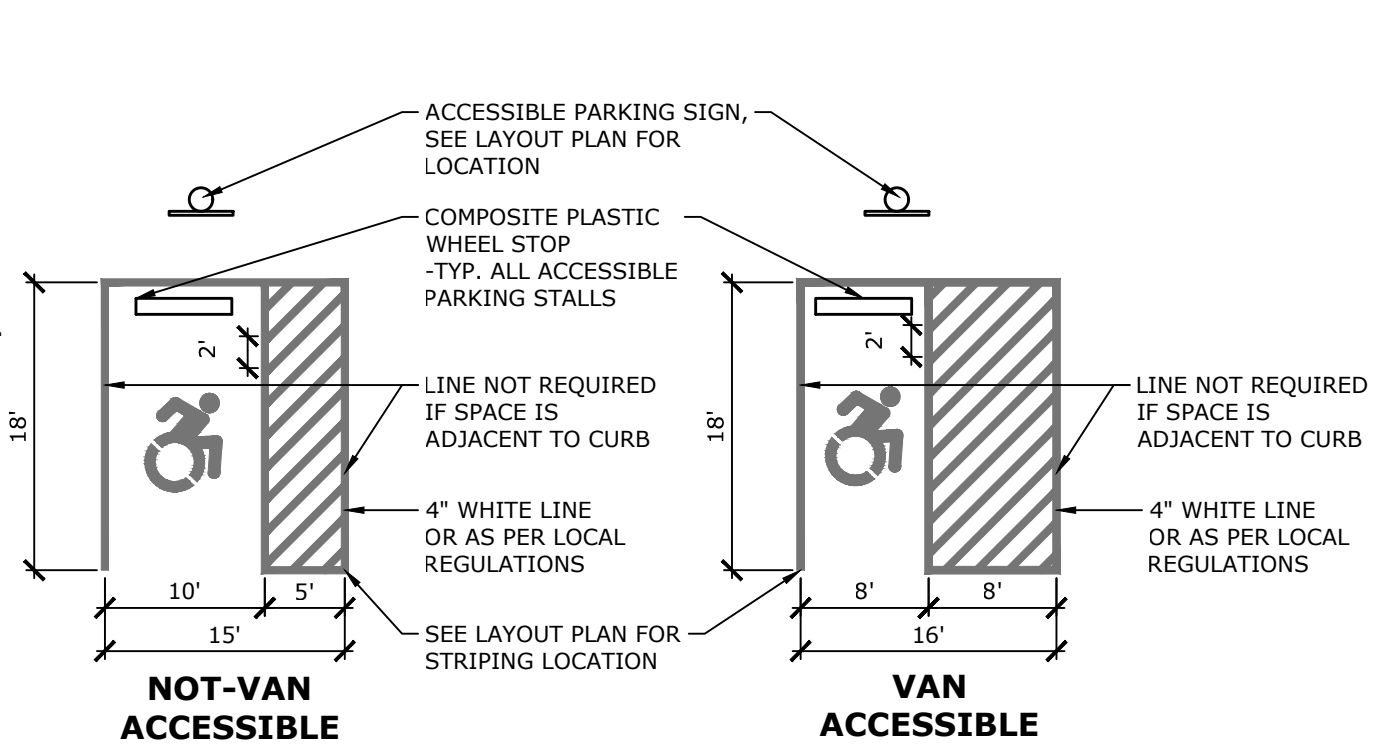 ACCESSIBLE PARKING SIGN,
SEE LAYOUT PLAN FOR
LOCATION
COMPOSITE PLASTIC
WHEEL STOP
-TYP. ALL ACCESSIBLE
PARKING STALLS
2'
2'
18'
18'
LINE NOT REQUIRED
IF SPACE IS
ADJACENT TO CURB
LINE NOT REQUIRED
IF SPACE IS
ADJACENT TO CURB
4" WHITE LINE
OR AS PER LOCAL
REGULATIONS
4" WHITE LINE
OR AS PER LOCAL
REGULATIONS
10'
5'
8'
8'
15'
16'
SEE LAYOUT PLAN FOR
STRIPING LOCATION
NOT-VAN
ACCESSIBLE
VAN
ACCESSIBLE